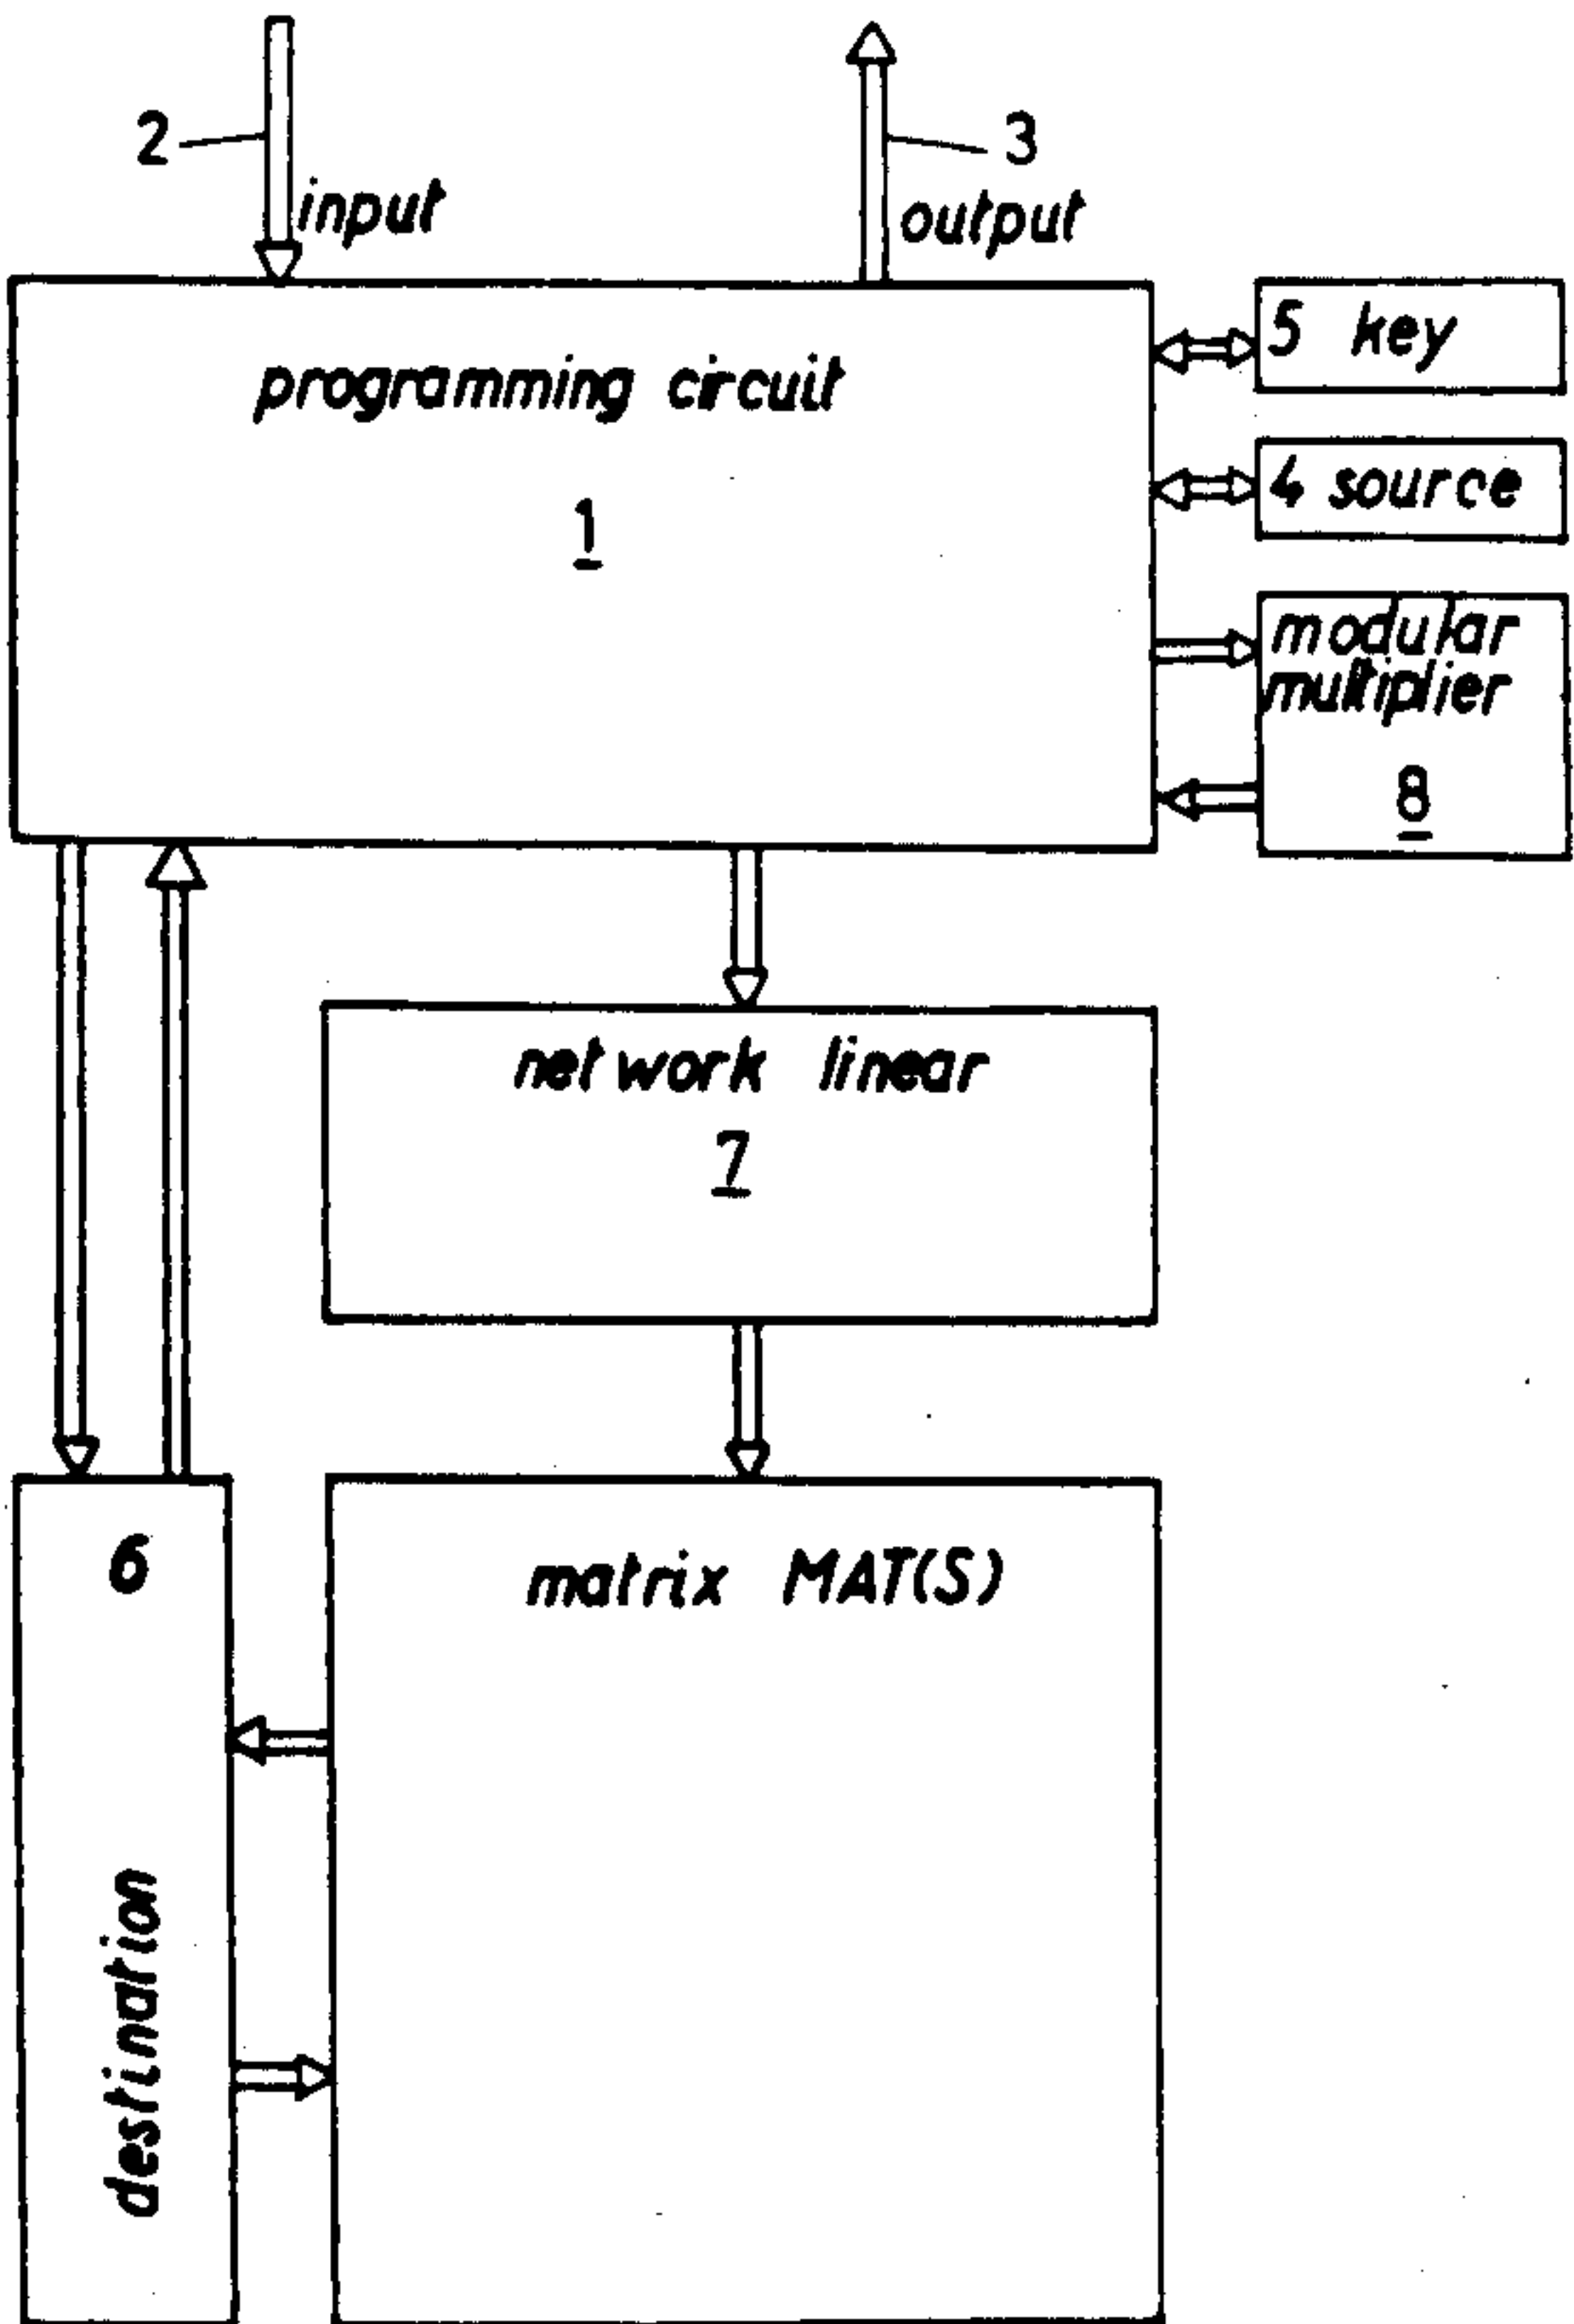 2
3
input
output
programming circuit
1
5 key
4 source
modular
multiplier
8
network linear
7
6
destination
matrix MAT(S)